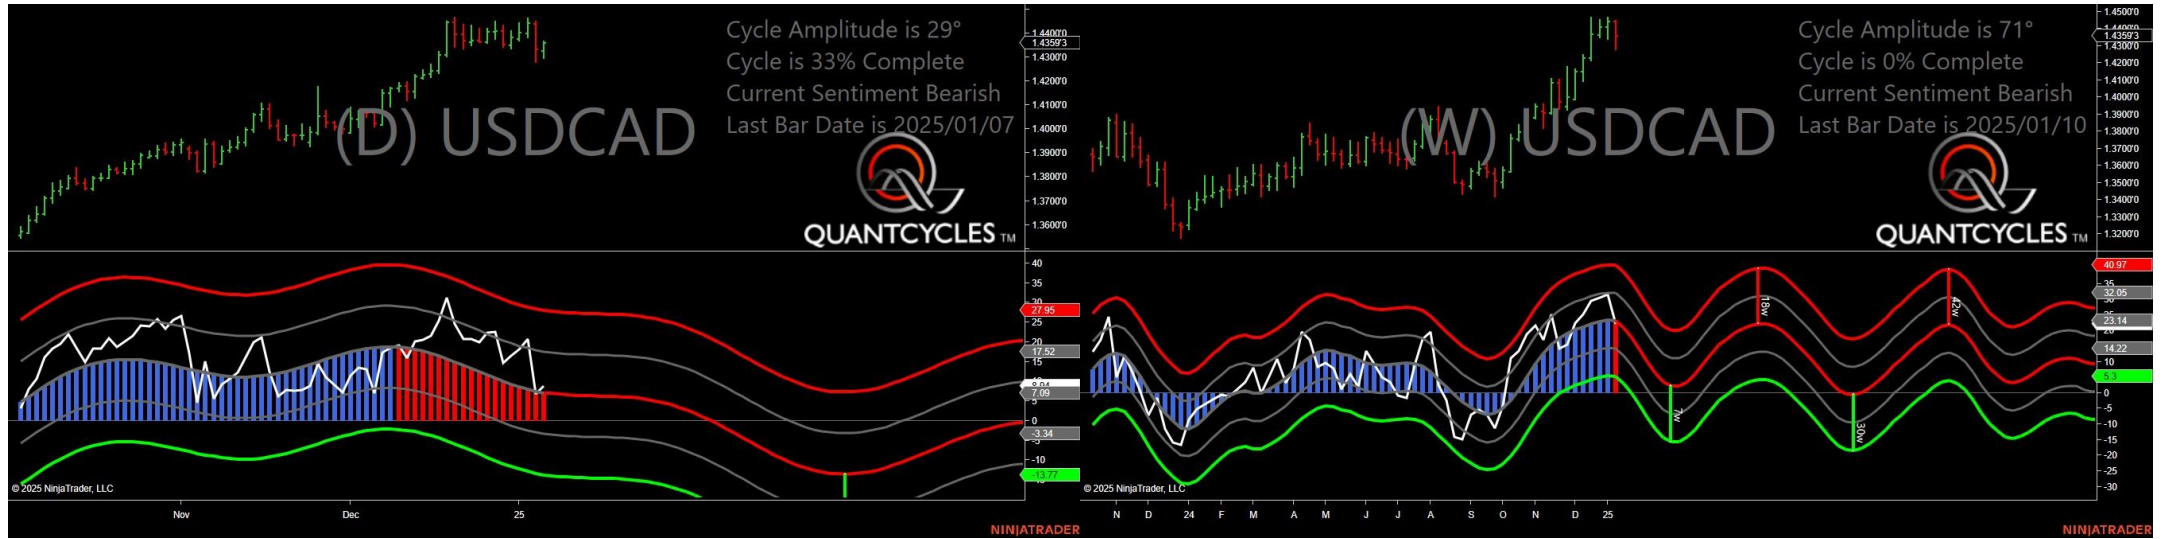 Cycle Amplitude is 29°
Cycle is 33% Complete
Current Sentiment Bearish
Last Bar Date is 2025/01/07
(D) USDCAD
QUANTCYCLES TM
1.4400'0
1.4359'3
1.4300'0
1.4200'0
1.4100'0
1.4000'0
1.3900'0
1.3800'0
1.3700'0
1.3600'0
40
35
30
27.95
25
20
17.52
15
10
7.09
5
0
-3.34
-10
-13.77
© 2025 NinjaTrader, LLC
Nov Dec 25
NINJATRADER
Cycle Amplitude is 71°
Cycle is 0% Complete
Current Sentiment Bearish
Last Bar Date is 2025/01/10
(W) USDCAD
QUANTCYCLES TM
1.4500'0
1.4359'3
1.4300'0
1.4200'0
1.4100'0
1.4000'0
1.3900'0
1.3800'0
1.3700'0
1.3600'0
1.3500'0
1.3400'0
1.3300'0
1.3200'0
40.97
35
32.05
23.14
20
14.22
5.3
0
-5
-10
-15
-20
-25
-30
18w
42w
7w
30w
© 2025 NinjaTrader, LLC
N D 24 F M A M J J A S O N D 25
NINJATRADER